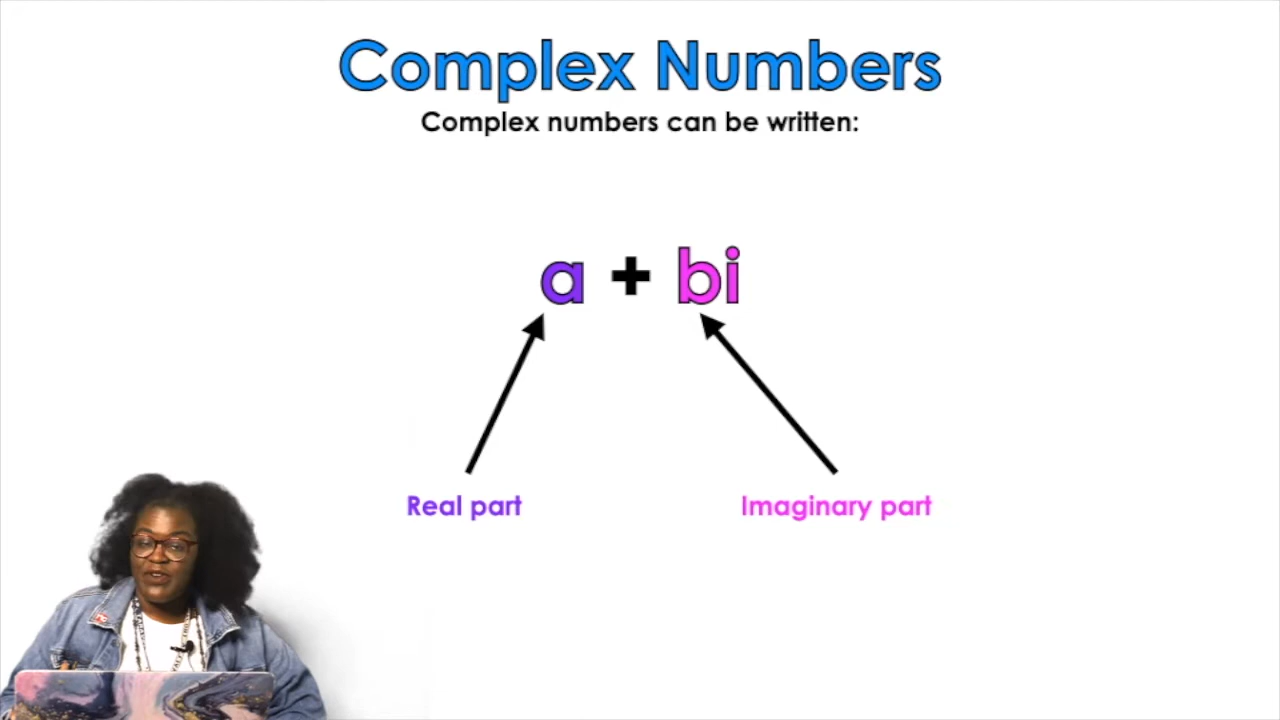 Complex Numbers
Complex numbers can be written:
a + bi
Real part
Imaginary part